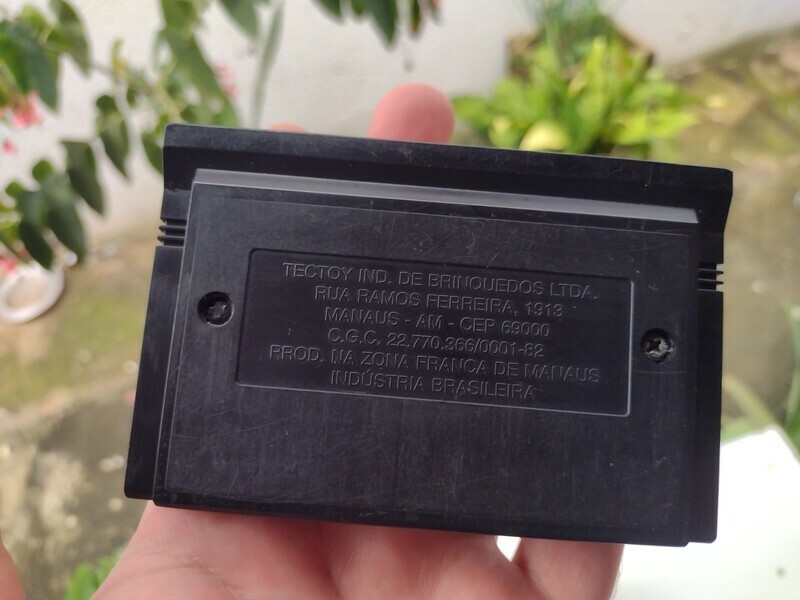 TECTOY IND. DE BRINQUEDOS LTDA.
RUA RAMOS FERREIRA, 1913
MANAUS - AM - CEP 69000
C.G.C. 22.770.366/0001-82
PROD. NA ZONA FRANCA DE MANAUS
INDÚSTRIA BRASILEIRA